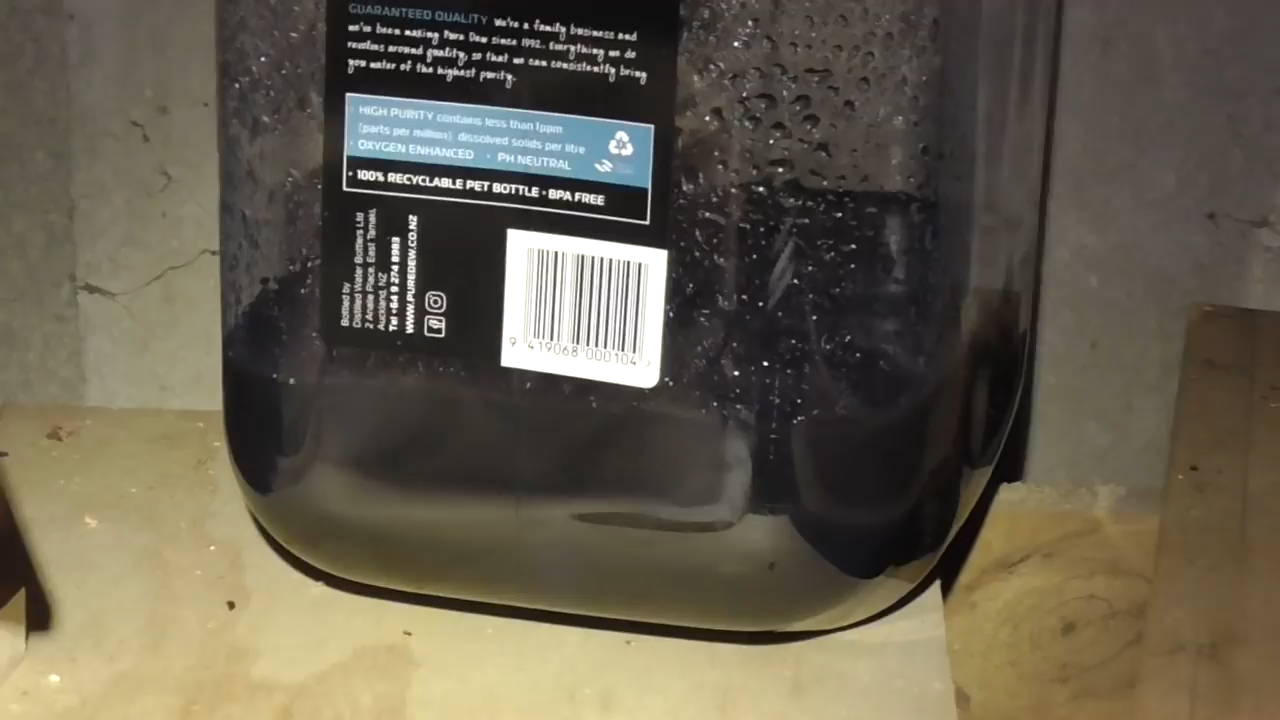 GUARANTEED QUALITY We're a family business and
we've been making Pure Dew since 1992. Everything we do
revolves around quality, so that we can consistently bring
you water of the highest purity.
· HIGH PURITY contains less than 1ppm
(parts per million) dissolved solids per litre
· OXYGEN ENHANCED · PH NEUTRAL
· 100% RECYCLABLE PET BOTTLE · BPA FREE
Bottled by
Distilled Water Bottlers Ltd
2 Analie Place, East Tamaki,
Auckland, NZ
Tel +64 9 274 8983
WWW.PUREDEW.CO.NZ
9 419068 000104 >